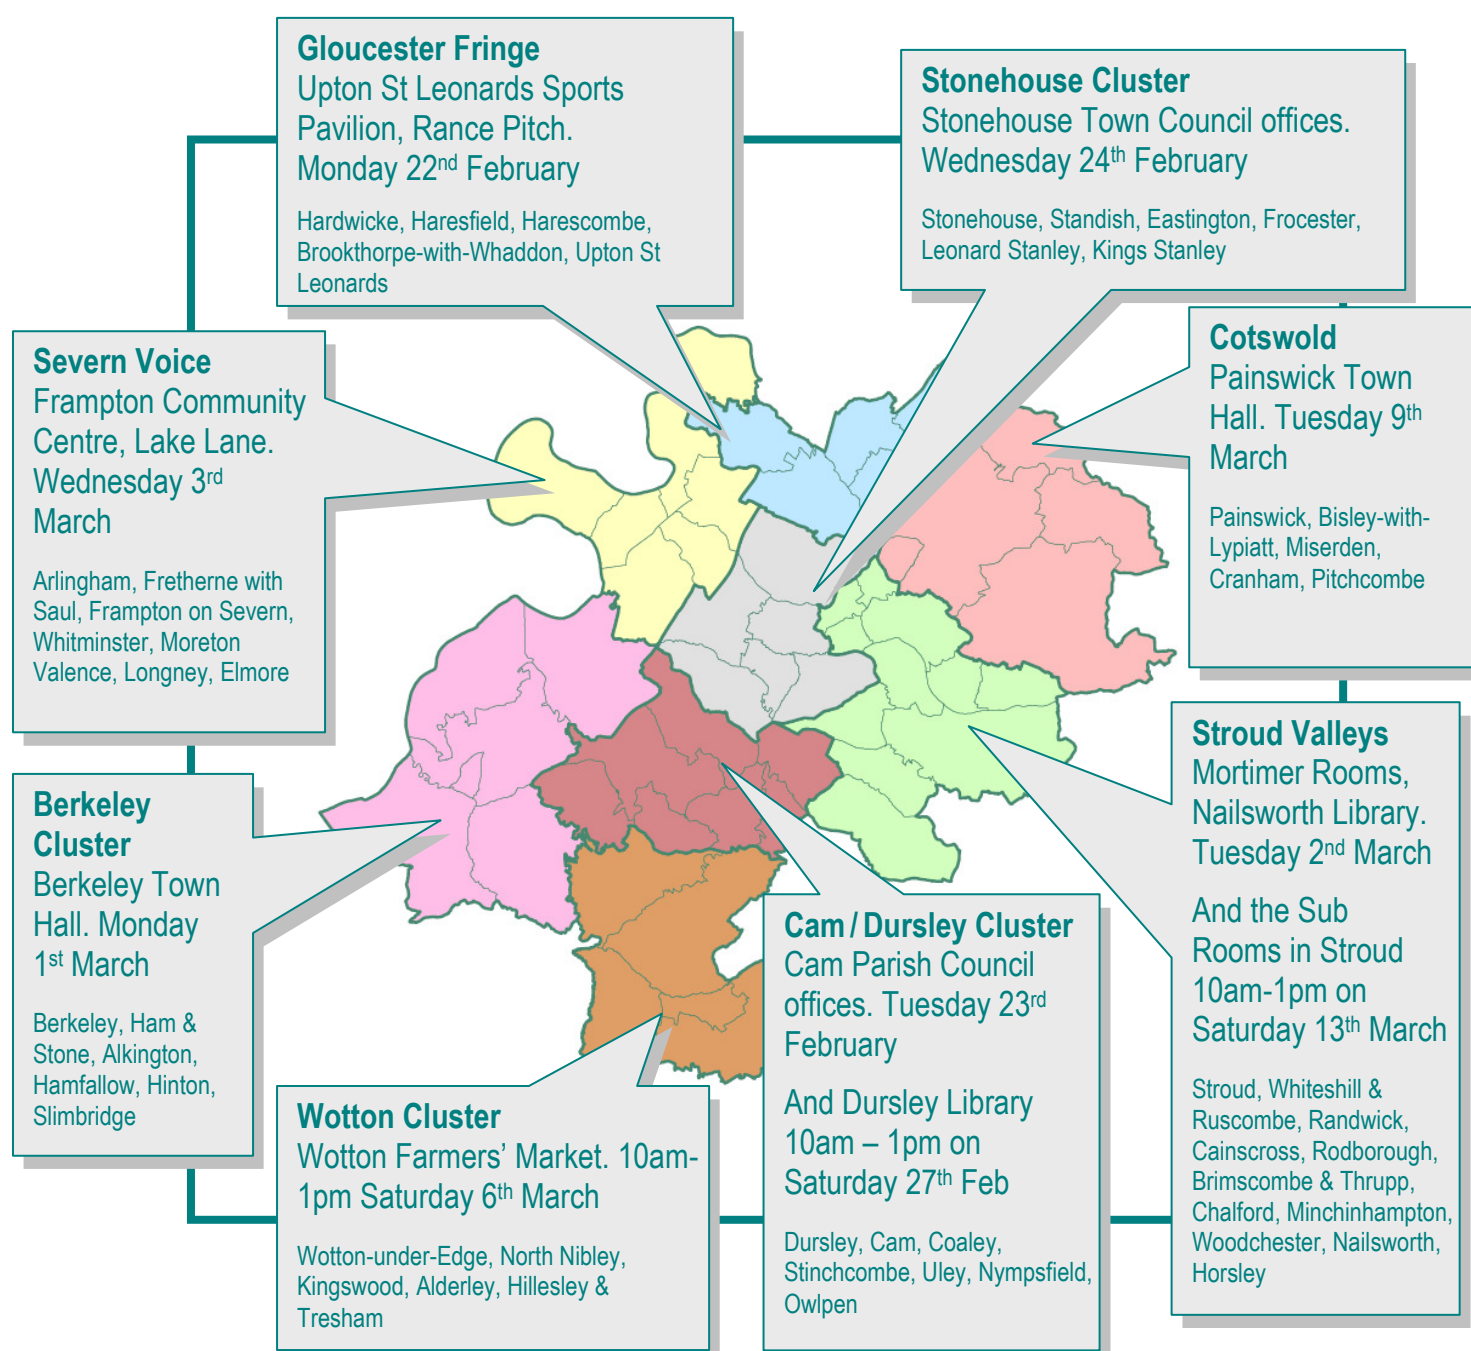 Gloucester Fringe
Upton St Leonards Sports
Pavilion, Rance Pitch.
Monday 22nd February
Hardwicke, Haresfield, Harescombe,
Brookthorpe-with-Whaddon, Upton St
Leonards
Stonehouse Cluster
Stonehouse Town Council offices.
Wednesday 24th February
Stonehouse, Standish, Eastington, Frocester,
Leonard Stanley, Kings Stanley
Severn Voice
Frampton Community
Centre, Lake Lane.
Wednesday 3rd
March
Arlingham, Fretherne with
Saul, Frampton on Severn,
Whitminster, Moreton
Valence, Longney, Elmore
Cotswold
Painswick Town
Hall. Tuesday 9th
March
Painswick, Bisley-with-
Lypiatt, Miserden,
Cranham, Pitchcombe
Berkeley
Cluster
Berkeley Town
Hall. Monday
1st March
Berkeley, Ham &
Stone, Alkington,
Hamfallow, Hinton,
Slimbridge
Stroud Valleys
Mortimer Rooms,
Nailsworth Library.
Tuesday 2nd March
And the Sub
Rooms in Stroud
10am-1pm on
Saturday 13th March
Stroud, Whiteshill &
Ruscombe, Randwick,
Cainscross, Rodborough,
Brimscombe & Thrupp,
Chalford, Minchinhampton,
Woodchester, Nailsworth,
Horsley
Wotton Cluster
Wotton Farmers’ Market. 10am-
1pm Saturday 6th March
Wotton-under-Edge, North Nibley,
Kingswood, Alderley, Hillesley &
Tresham
Cam / Dursley Cluster
Cam Parish Council
offices. Tuesday 23rd
February
And Dursley Library
10am – 1pm on
Saturday 27th Feb
Dursley, Cam, Coaley,
Stinchcombe, Uley, Nympsfield,
Owlpen